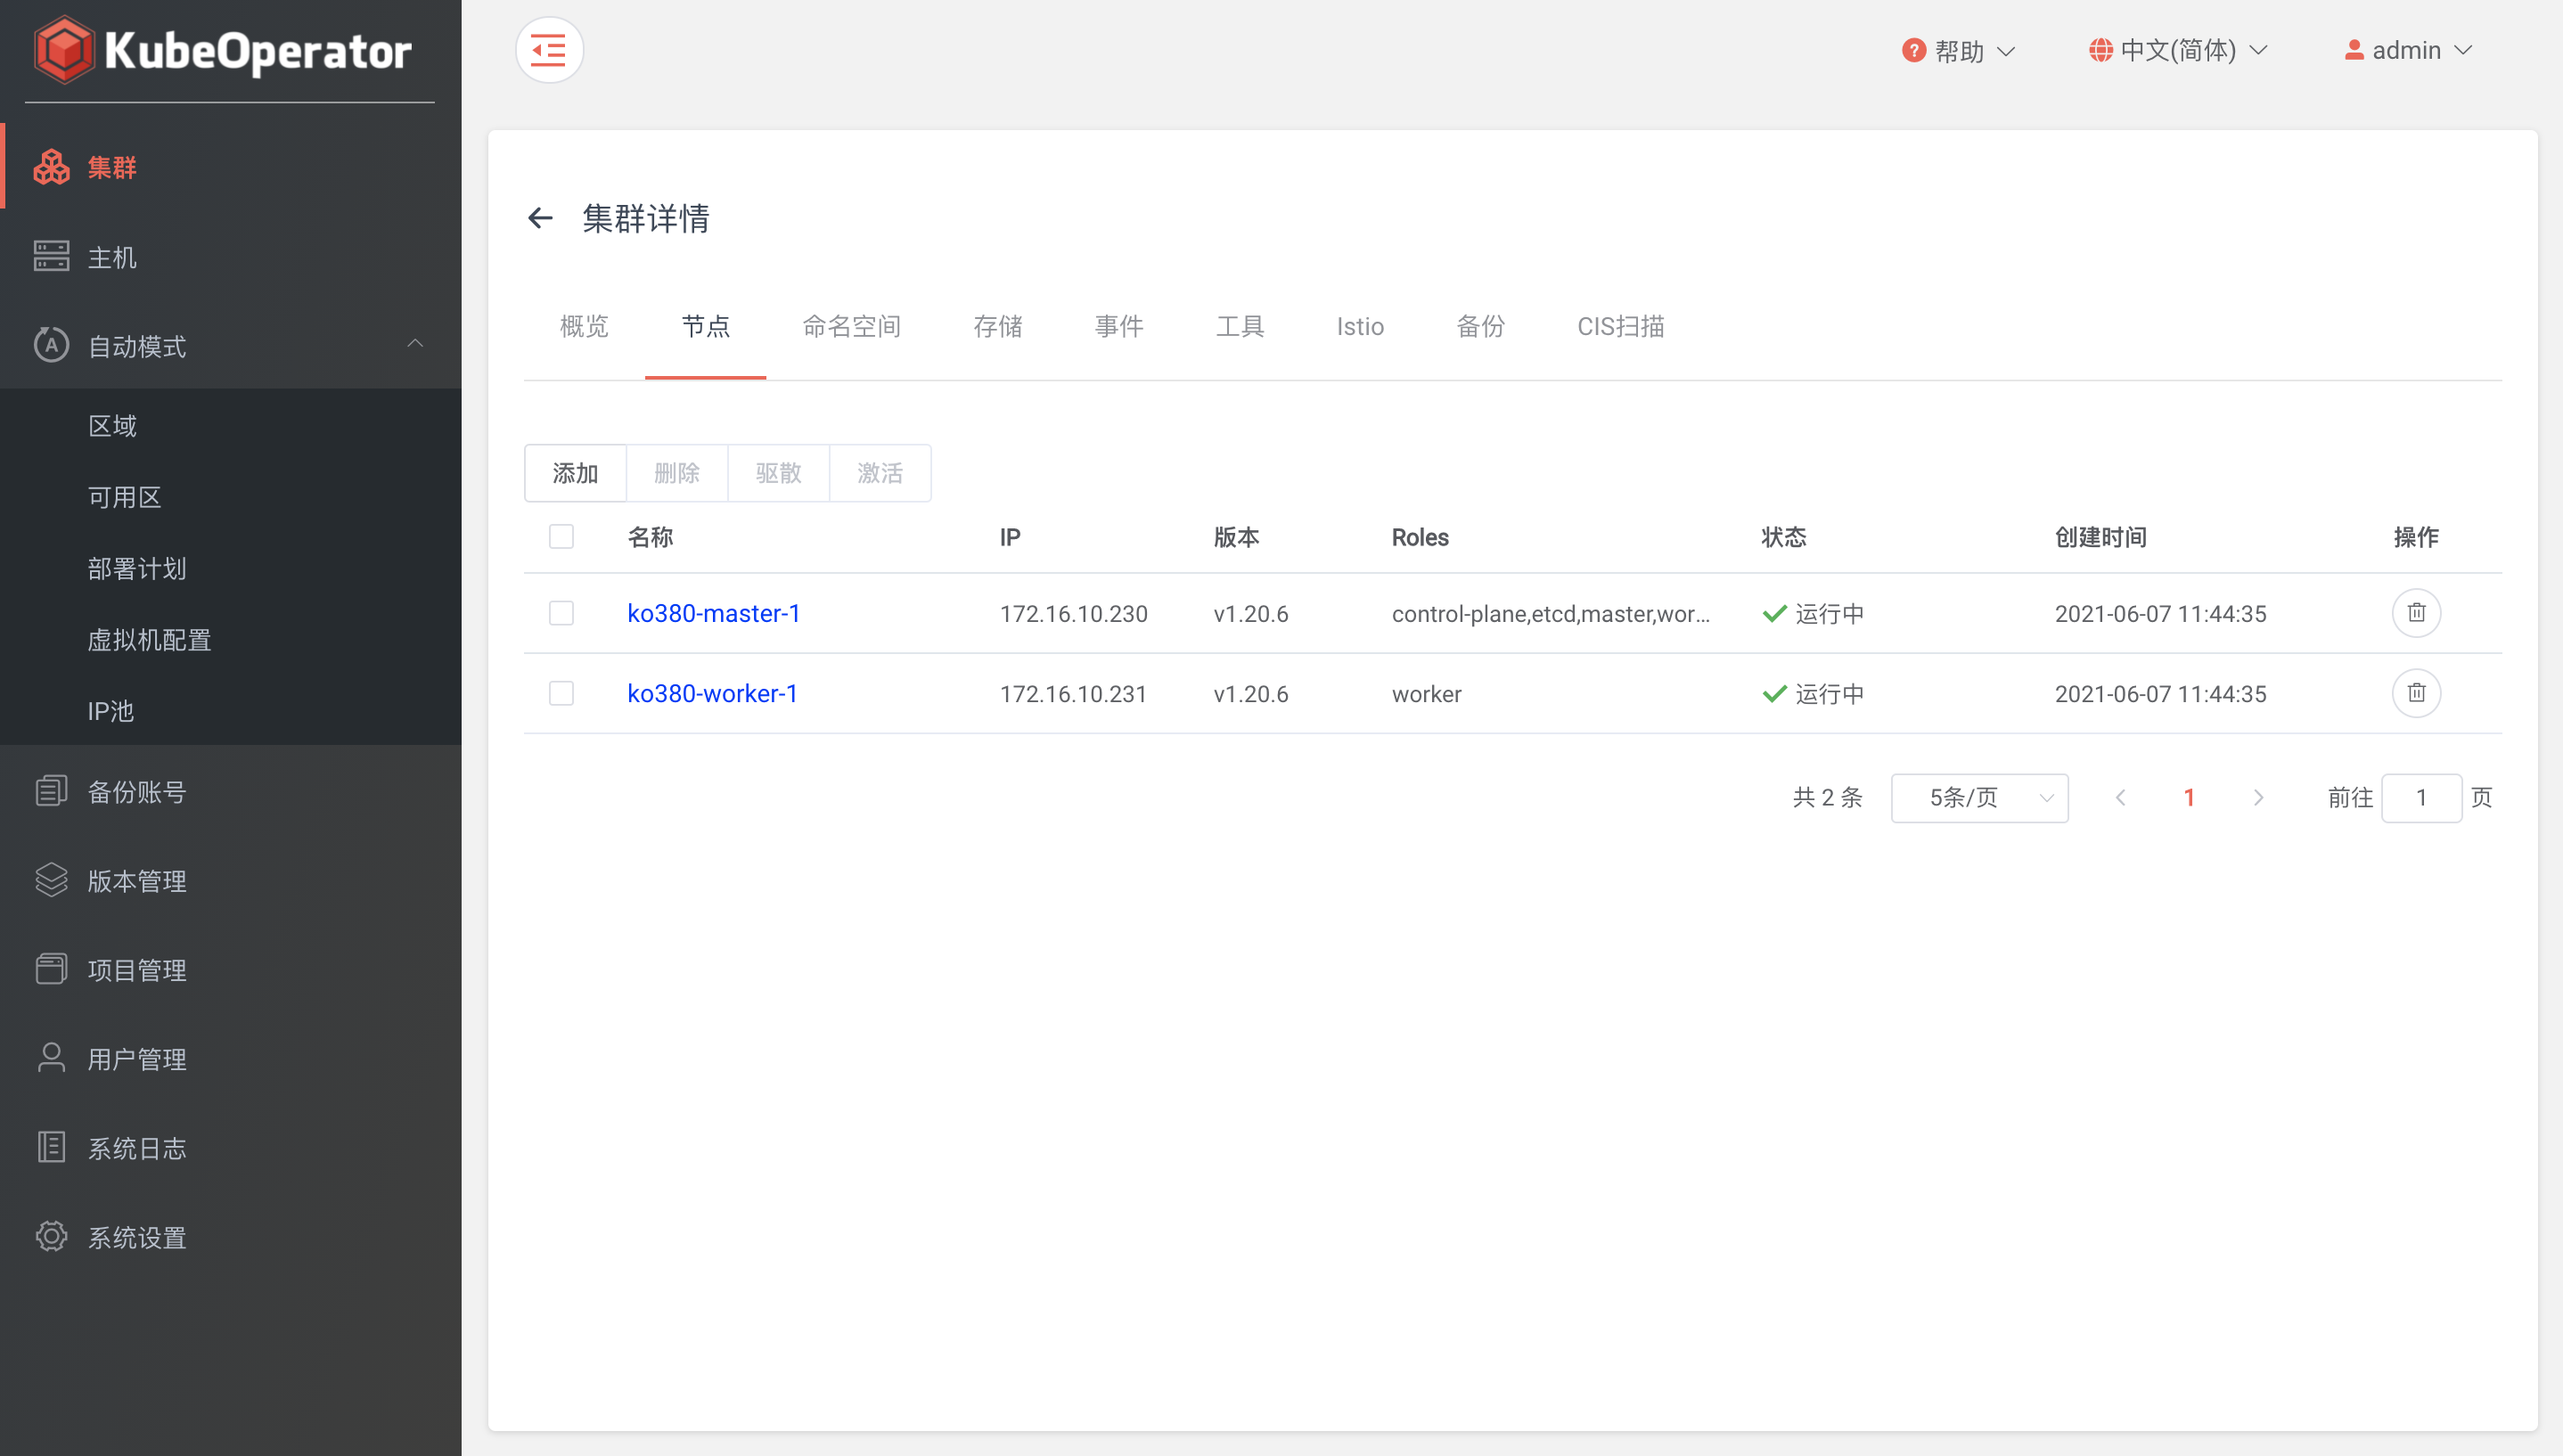 KubeOperator
帮助
中文(简体)
admin
集群
主机
自动模式
区域
可用区
部署计划
虚拟机配置
IP池
备份账号
版本管理
项目管理
用户管理
系统日志
系统设置
集群详情
概览 节点 命名空间 存储 事件 工具 Istio 备份 CIS扫描
添加 删除 驱散 激活
名称 IP 版本 Roles 状态 创建时间 操作
ko380-master-1 172.16.10.230 v1.20.6 control-plane,etcd,master,wor... 运行中 2021-06-07 11:44:35
ko380-worker-1 172.16.10.231 v1.20.6 worker 运行中 2021-06-07 11:44:35
共 2 条 5条/页 1 前往 1 页